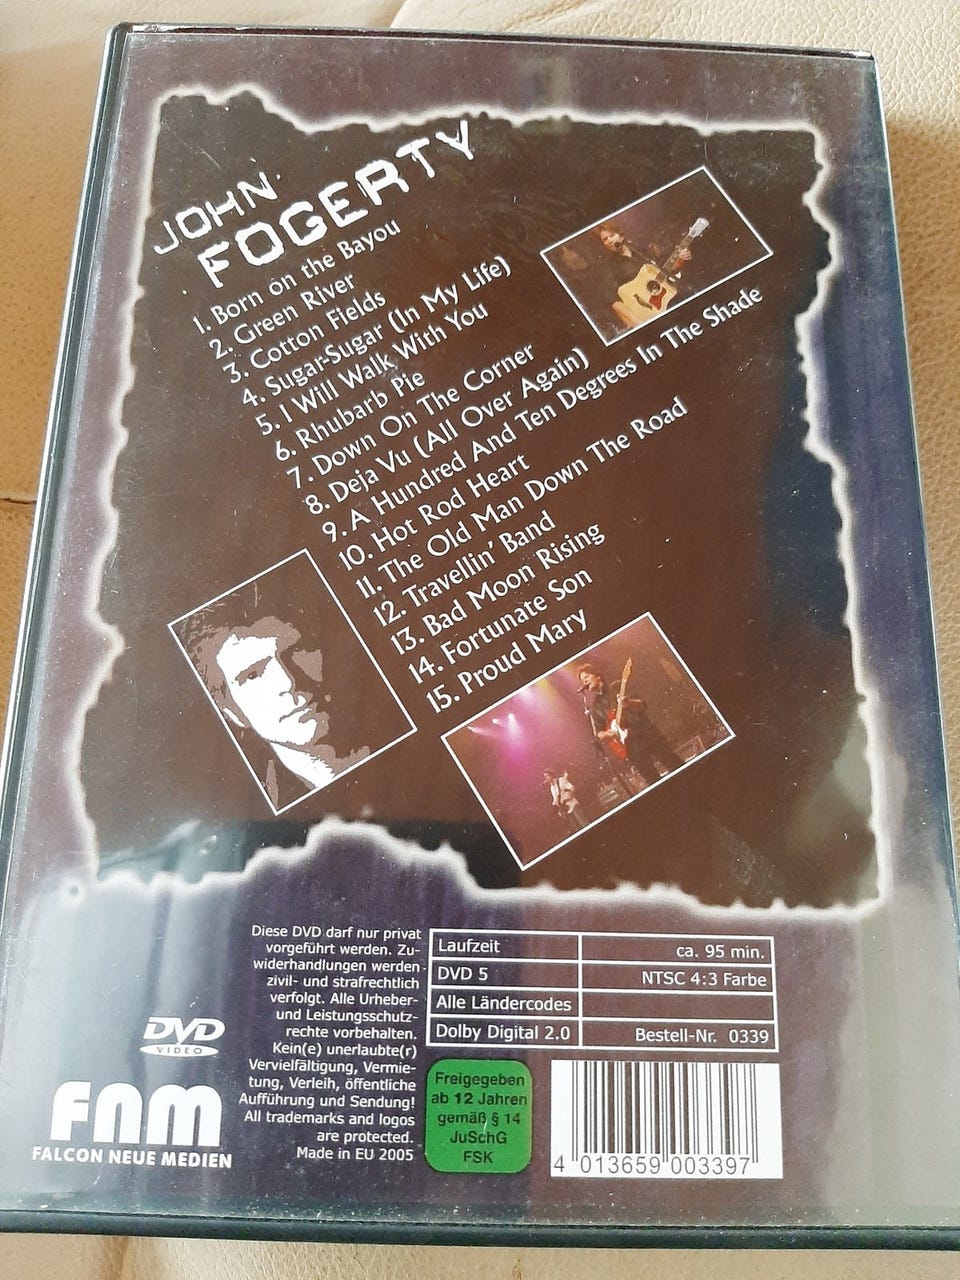 JOHN
FOGERTY
1. Born on the Bayou
2. Green River
3. Cotton Fields
4. Sugar-Sugar (In My Life)
5. I Will Walk With You
6. Rhubarb Pie
7. Down On The Corner
8. Deja Vu (All Over Again)
9. A Hundred And Ten Degrees In The Shade
10. Hot Rod Heart
11. The Old Man Down The Road
12. Travellin' Band
13. Bad Moon Rising
14. Fortunate Son
15. Proud Mary
Diese DVD darf nur privat
vorgeführt werden. Zu-
widerhandlungen werden
zivil- und strafrechtlich
verfolgt. Alle Urheber-
und Leistungsschutz-
rechte vorbehalten.
Kein(e) unerlaubte(r)
Vervielfältigung, Vermie-
tung, Verleih, öffentliche
Aufführung und Sendung!
All trademarks and logos
are protected.
Made in EU 2005
Laufzeit ca. 95 min.
DVD 5 NTSC 4:3 Farbe
Alle Ländercodes
Dolby Digital 2.0 Bestell-Nr. 0339
DVD
VIDEO
fnm
FALCON NEUE MEDIEN
Freigegeben
ab 12 Jahren
gemäß § 14
JuSchG
FSK
4 013659 003397